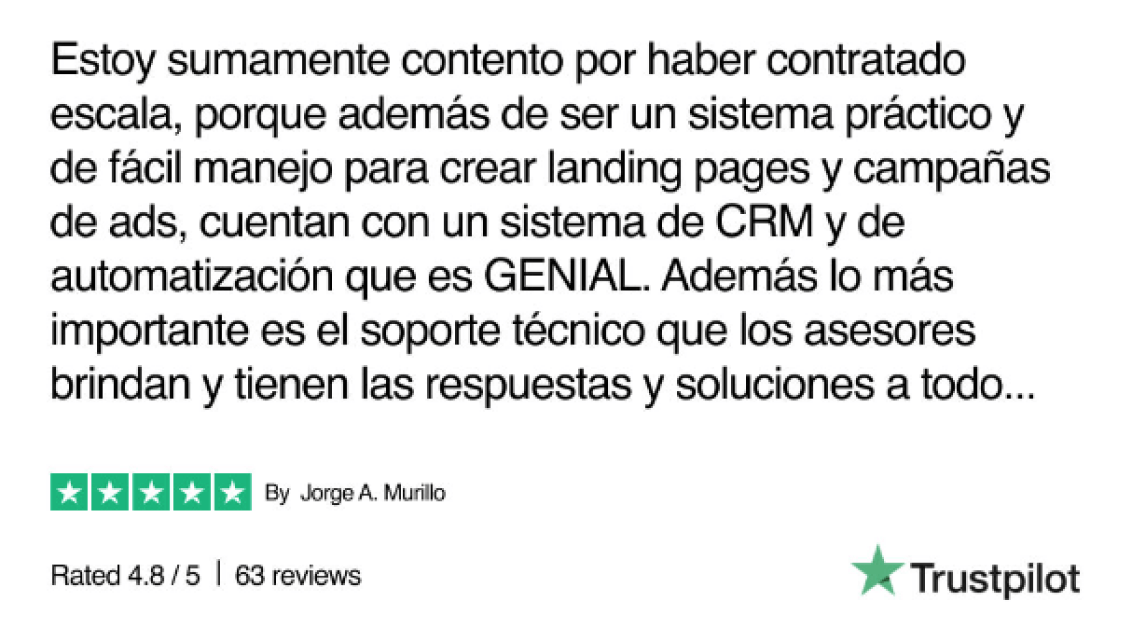 Estoy sumamente contento por haber contratado
escala, porque además de ser un sistema práctico y
de fácil manejo para crear landing pages y campañas
de ads, cuentan con un sistema de CRM y de
automatización que es GENIAL. Además lo más
importante es el soporte técnico que los asesores
brindan y tienen las respuestas y soluciones a todo...
By Jorge A. Murillo
Rated 4.8 / 5 | 63 reviews
Trustpilot